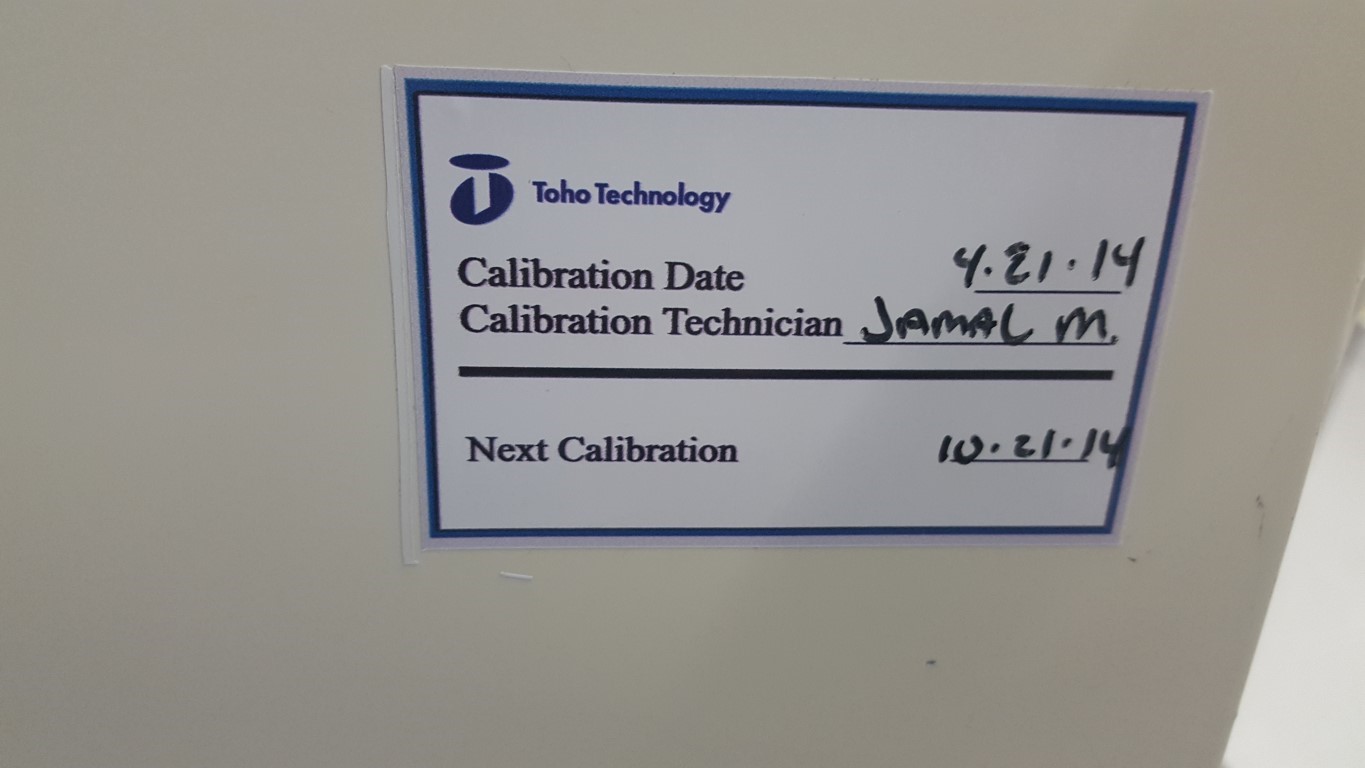 Toho Technology
Calibration Date 4.21.14
Calibration Technician JAMAL M.
Next Calibration 10.21.14